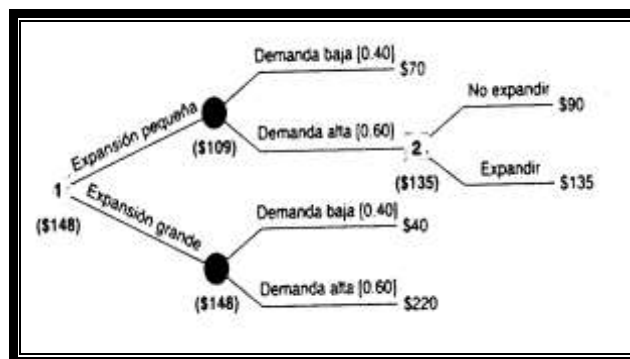 Demanda baja [0.40]
$70
No expandir
$90
Expansión pequeña
Demanda alta [0.60]
2
($109)
($135)
Expandir
$135
1
($148)
Expansión grande
Demanda baja [0.40]
$40
Demanda alta [0.60]
$220
($148)